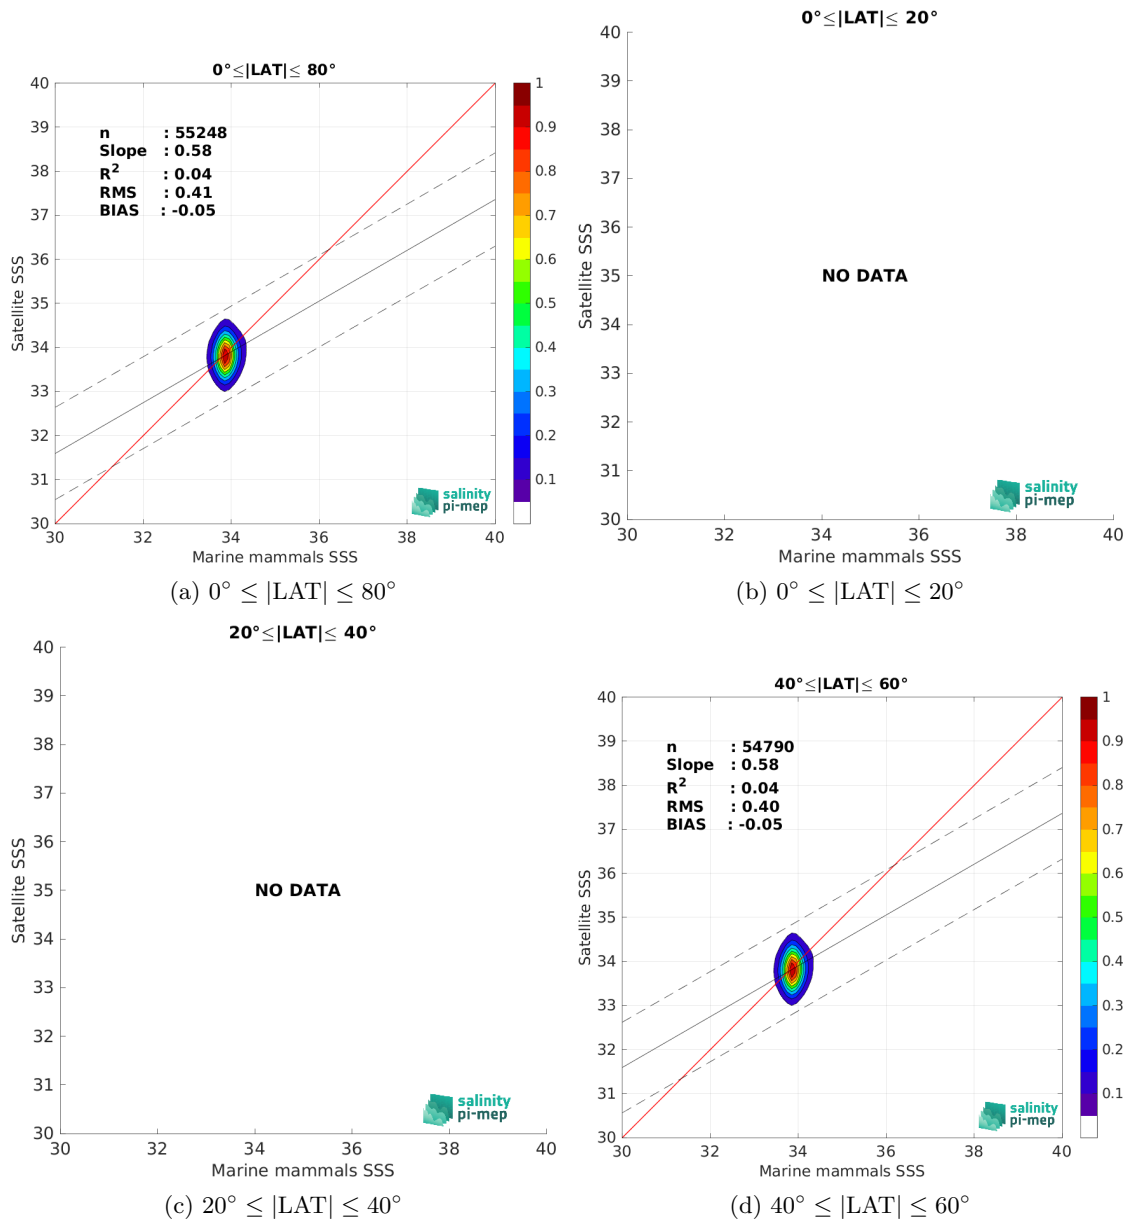 0°≤|LAT|≤ 80°
40
39
38
37
36
35
34
33
32
31
30
Satellite SSS
n : 55248
Slope : 0.58
R² : 0.04
RMS : 0.41
BIAS : -0.05
salinity
pi-mep
30 32 34 36 38 40
Marine mammals SSS
1
0.9
0.8
0.7
0.6
0.5
0.4
0.3
0.2
0.1
(a) 0° ≤ |LAT| ≤ 80°
0°≤|LAT|≤ 20°
40
39
38
37
36
35
34
33
32
31
30
Satellite SSS
NO DATA
salinity
pi-mep
30 32 34 36 38 40
Marine mammals SSS
(b) 0° ≤ |LAT| ≤ 20°
20°≤|LAT|≤ 40°
40
39
38
37
36
35
34
33
32
31
30
Satellite SSS
NO DATA
salinity
pi-mep
30 32 34 36 38 40
Marine mammals SSS
(c) 20° ≤ |LAT| ≤ 40°
40°≤|LAT|≤ 60°
40
39
38
37
36
35
34
33
32
31
30
Satellite SSS
n : 54790
Slope : 0.58
R² : 0.04
RMS : 0.40
BIAS : -0.05
salinity
pi-mep
30 32 34 36 38 40
Marine mammals SSS
1
0.9
0.8
0.7
0.6
0.5
0.4
0.3
0.2
0.1
(d) 40° ≤ |LAT| ≤ 60°